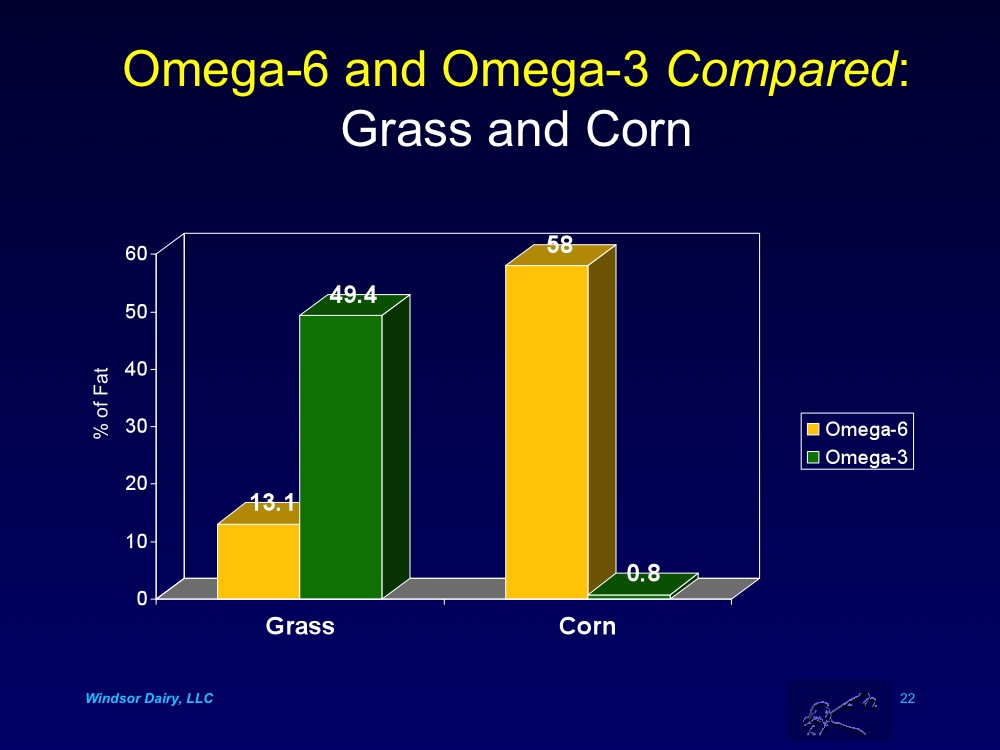 Omega-6 and Omega-3 Compared:
Grass and Corn
% of Fat
60
50
40
30
20
10
0
13.1
49.4
58
0.8
Grass
Corn
Omega-6
Omega-3
Windsor Dairy, LLC
22